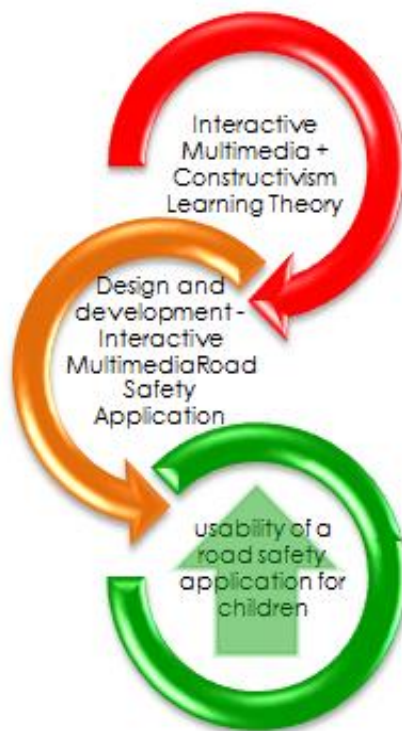 Interactive
Multimedia +
Constructivism
Learning Theory
Design and
development -
Interactive
MultimediaRoad
Safety
Application
usability of a
road safety
application for
children